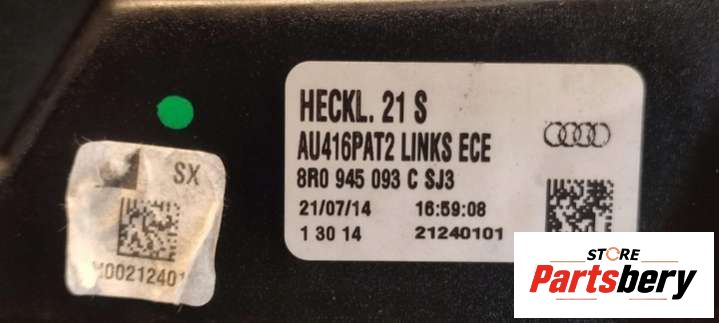 HECKL. 21 S
AU416PAT2 LINKS ECE
8R0 945 093 C SJ3
21/07/14 16:59:08
1 30 14 21240101
SX
STORE
Partsbery